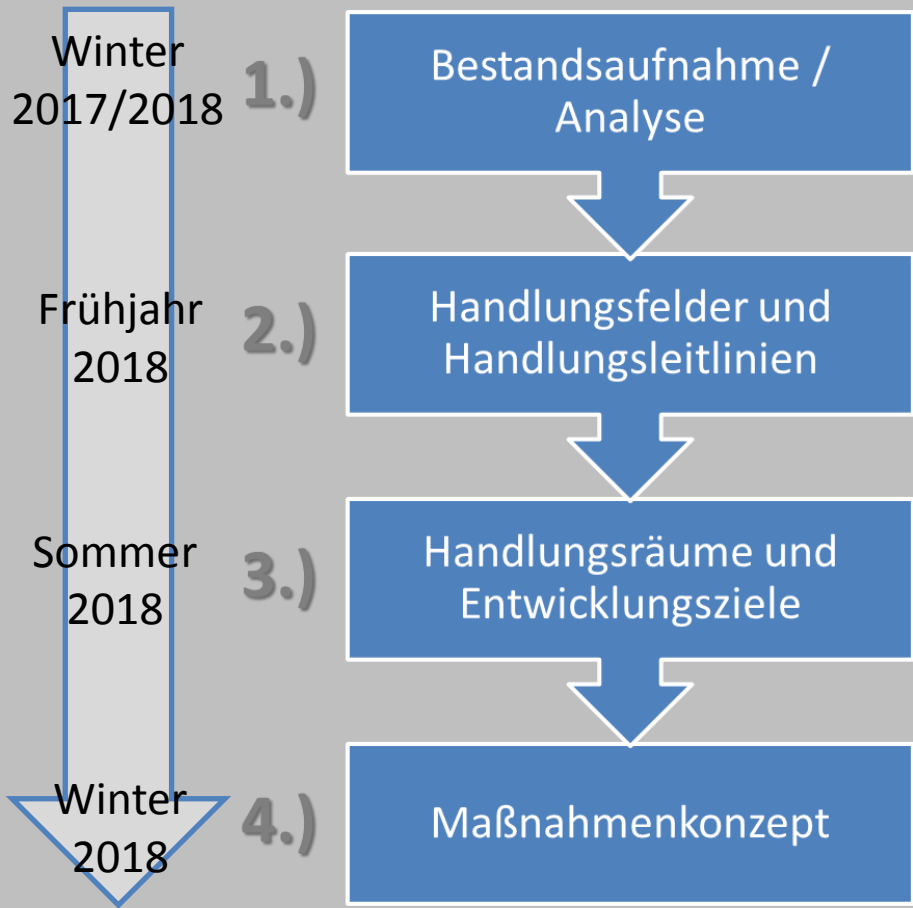 Winter
2017/2018
1.)
Bestandsaufnahme /
Analyse
Frühjahr
2018
2.)
Handlungsfelder und
Handlungsleitlinien
Sommer
2018
3.)
Handlungsräume und
Entwicklungsziele
Winter
2018
4.)
Maßnahmenkonzept